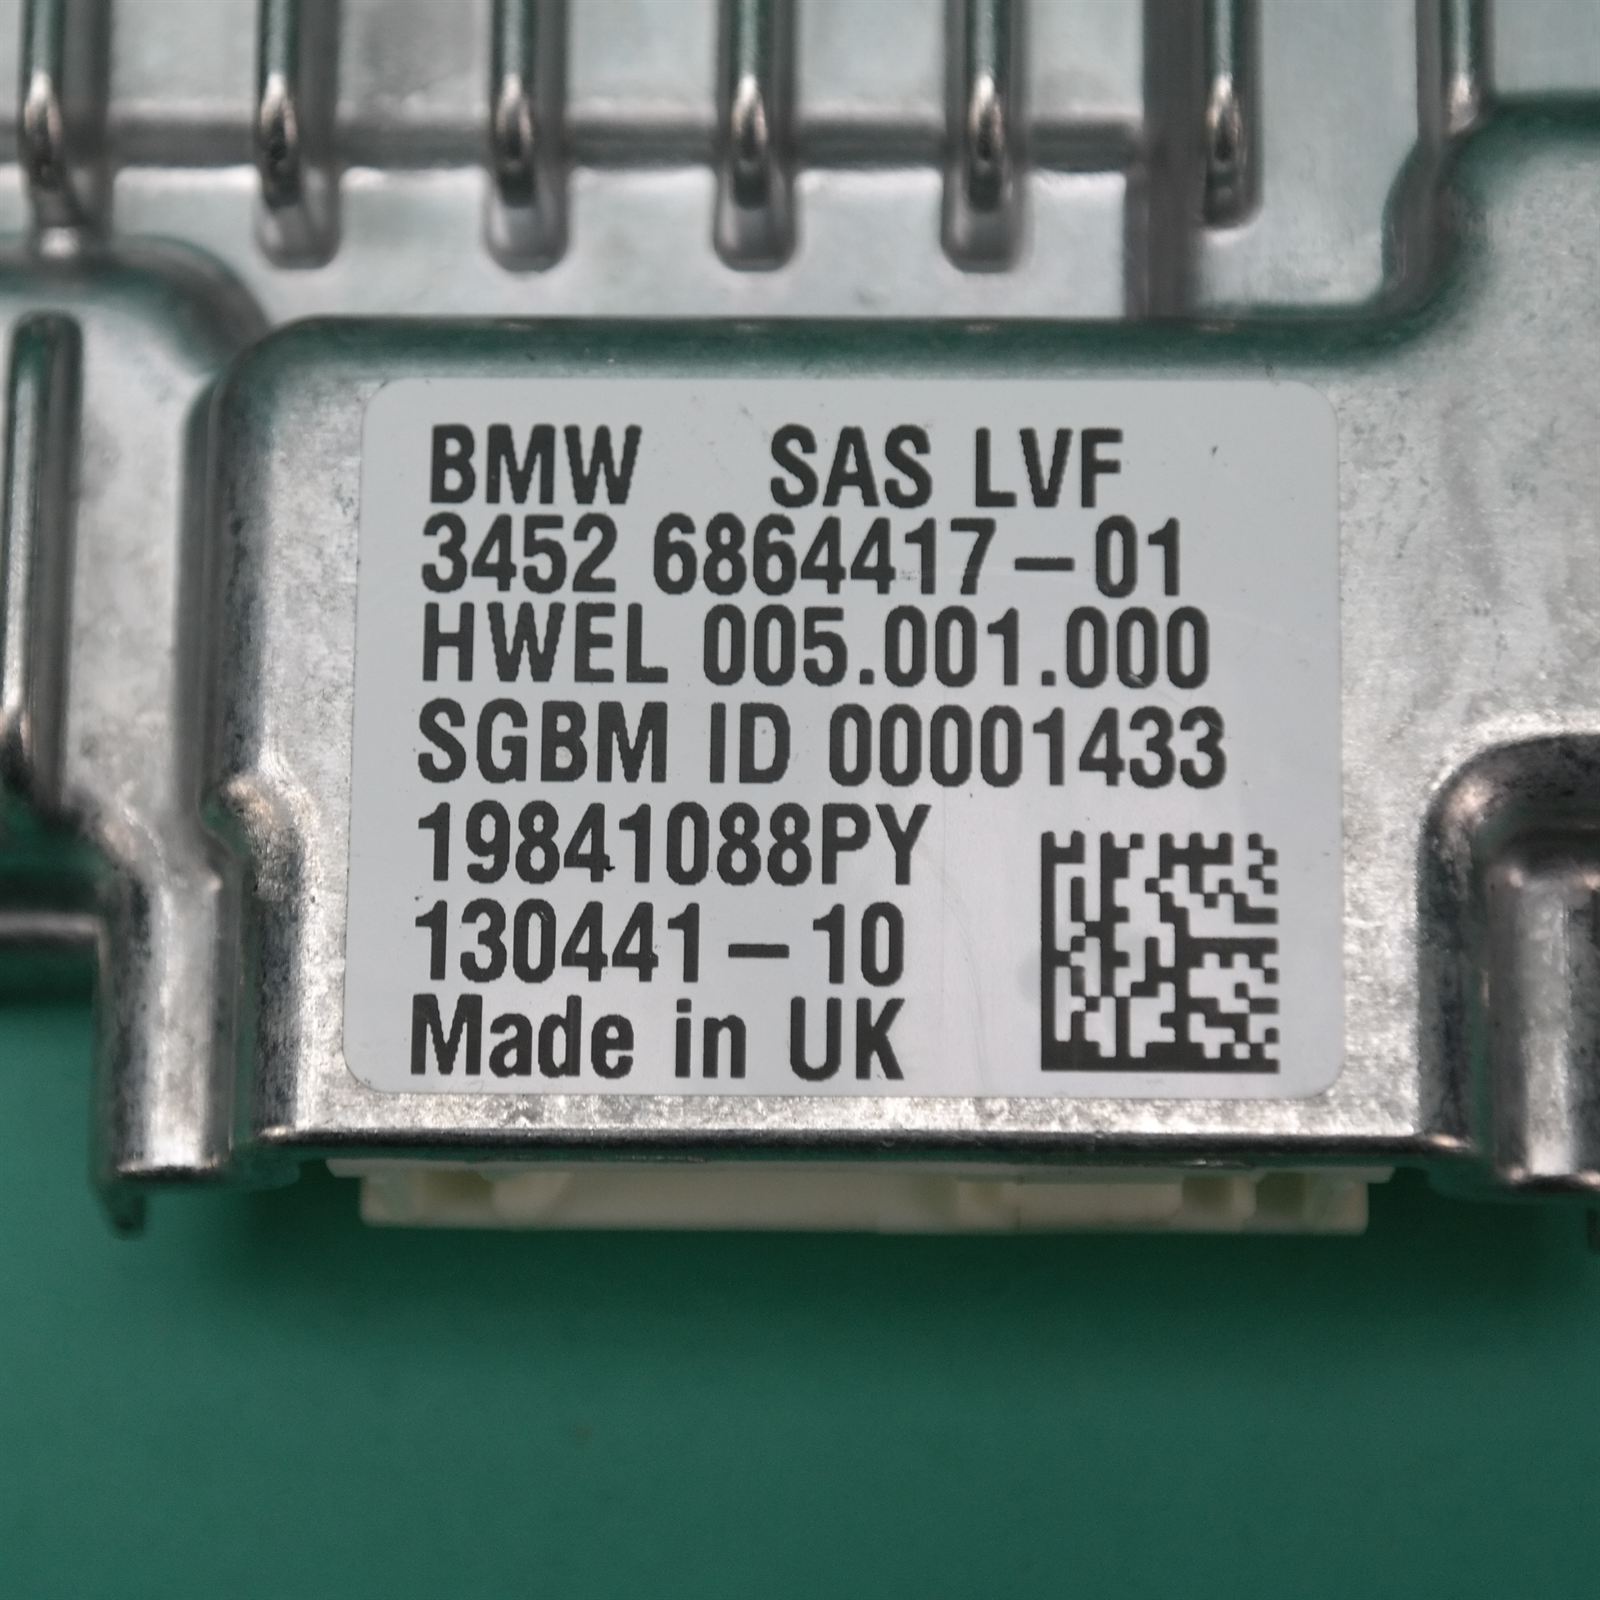 BMW SAS LVF
3452 6864417-01
HWEL 005.001.000
SGBM ID 00001433
19841088PY
130441-10
Made in UK